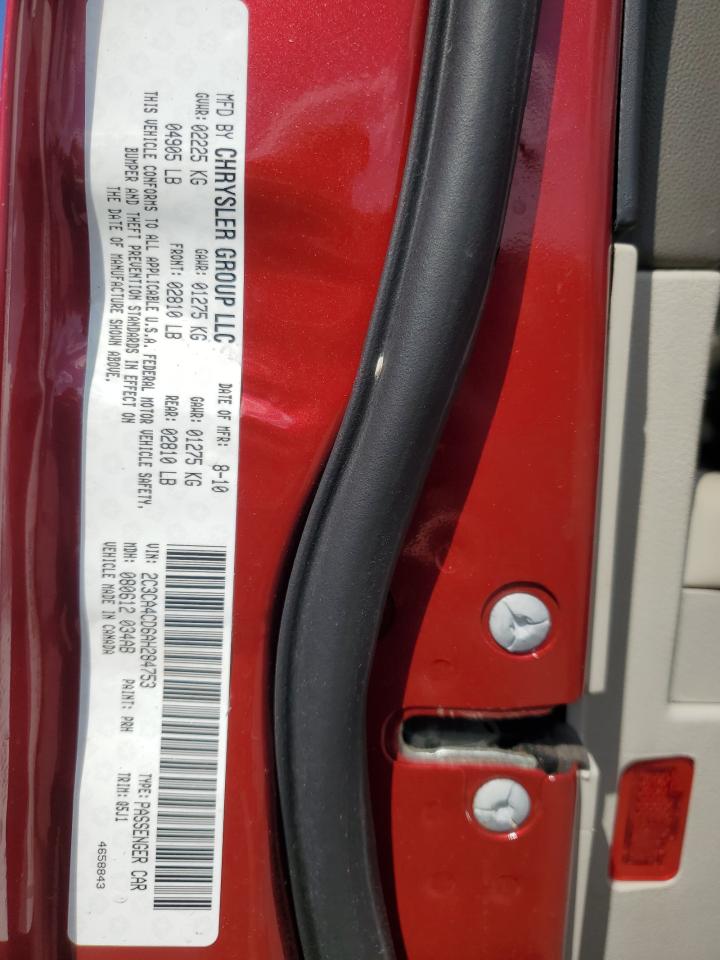 MFD BY CHRYSLER GROUP LLC DATE OF MFR: 8-10
GVWR: 02225 KG GAWR: 01275 KG GAWR: 01275 KG
04905 LB FRONT: 02810 LB REAR: 02810 LB
THIS VEHICLE CONFORMS TO ALL APPLICABLE U.S.A. FEDERAL MOTOR VEHICLE SAFETY,
BUMPER AND THEFT PREVENTION STANDARDS IN EFFECT ON
THE DATE OF MANUFACTURE SHOWN ABOVE.
VIN: 2C3CA4CD6AH284753 TYPE: PASSENGER CAR
MDH: 080612 034AB PAINT: PRH TRIM: Q5J1
VEHICLE MADE IN CANADA
4658843